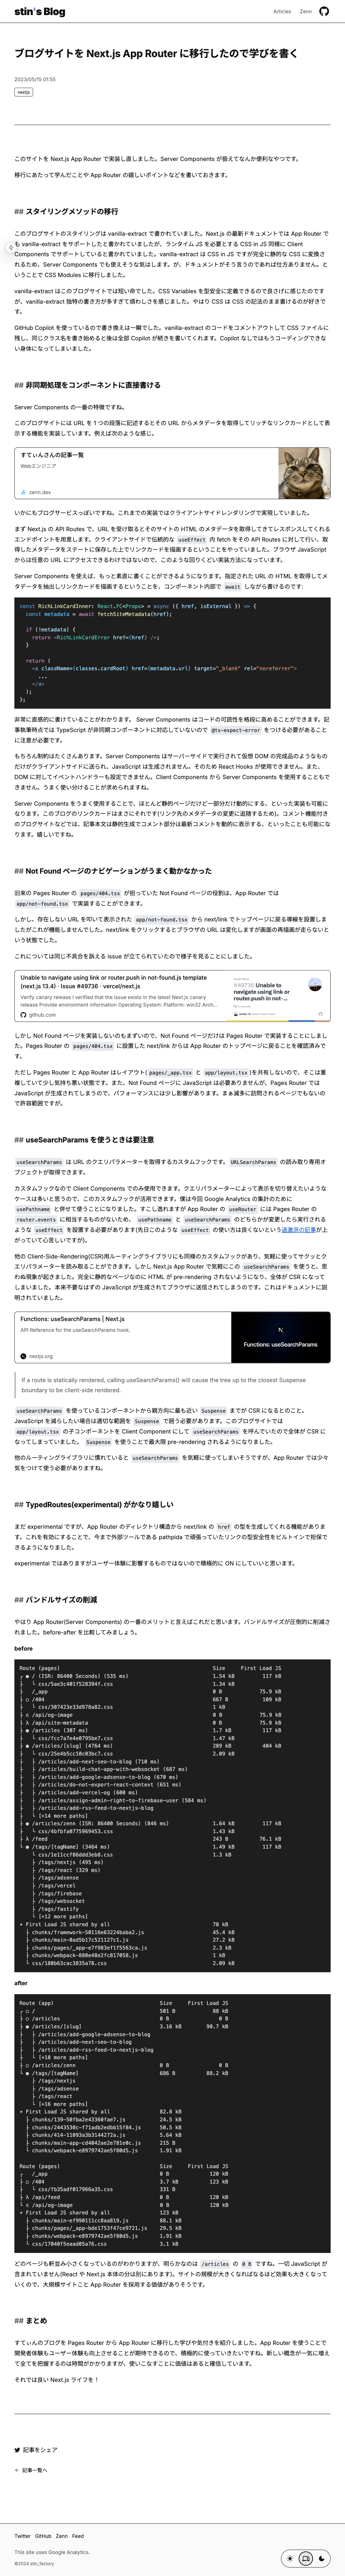 stin's Blog
Articles Zenn
ブログサイトを Next.js App Router に移行したので学びを書く
2023/05/15 01:55
nextjs
このサイトを Next.js App Router で実装し直しました。Server Components が扱えてなんか便利なやつです。
移行にあたって学んだことや App Router の嬉しいポイントなどを書いておきます。
## スタイリングメソッドの移行
このブログサイトのスタイリングは vanilla-extract で書かれていました。Next.js の最新ドキュメントでは App Router で
も vanilla-extract をサポートしたと書かれていましたが、ランタイム JS を必要とする CSS in JS 同様に Client
Components でサポートしていると書かれていました。vanilla-extract は CSS in JS ですが完全に静的な CSS に変換さ
れるため、Server Components でも使えそうな気はします。が、ドキュメントがそう言うのであれば仕方ありません。と
いうことで CSS Modules に移行しました。
vanilla-extract はこのブログサイトでは短い命でした。CSS Variables を型安全に定義できるので良さげに感じたのです
が、vanilla-extract 独特の書き方が多すぎて煩わしさを感じました。やはり CSS は CSS の記法のまま書けるのが好きで
す。
GitHub Copilot を使っているので書き換えは一瞬でした。vanilla-extract のコードをコメントアウトして CSS ファイルに
残し、同じクラス名を書き始めると後は全部 Copilot が続きを書いてくれます。Copilot なしではもうコーディングできな
い身体になってしまいました。
## 非同期処理をコンポーネントに直接書ける
Server Components の一番の特徴ですね。
このブログサイトには URL を 1 つの段落に記述するとその URL からメタデータを取得してリッチなリンクカードとして表
示する機能を実装しています。例えば次のような感じ。
すてぃんさんの記事一覧
Webエンジニア
zenn.dev
いかにもブログサービスっぽいですね。これまでの実装ではクライアントサイドレンダリングで実現していました。
まず Next.js の API Routes で、URL を受け取るとそのサイトの HTML のメタデータを取得してきてレスポンスしてくれる
エンドポイントを用意します。クライアントサイドで伝統的な useEffect 内 fetch をその API Routes に対して行い、取
得したメタデータをステートに保存した上でリンクカードを描画するということをやっていました。ブラウザ JavaScript
からは任意の URL にアクセスできるわけではないので、このような回りくどい実装方法になっていました。
Server Components を使えば、もっと素直に書くことができるようになります。指定された URL の HTML を取得してメ
タデータを抽出しリンクカードを描画するということを、コンポーネント内部で await しながら書けるのです:
const RichLinkCardInner: React.FC<Props> = async ({ href, isExternal }) => {
const metadata = await fetchSiteMetadata(href);
if (!metadata) {
return <RichLinkCardError href={href} />;
}
return (
<a className={classes.cardRoot} href={metadata.url} target="_blank" rel="noreferrer">
...
</a>
);
};
非常に直感的に書けていることがわかります。 Server Components はコードの可読性を格段に高めることができます。記
事執筆時点では TypeScript が非同期コンポーネントに対応していないので @ts-expect-error をつける必要があること
に注意が必要です。
もちろん制約はたくさんあります。 Server Components はサーバーサイドで実行されて仮想 DOM の完成品のようなもの
だけがクライアントサイドに送られ、JavaScript は生成されません。そのため React Hooks が使用できません。また、
DOM に対してイベントハンドラーも設定できません。Client Components から Server Components を使用することもで
きません。うまく使い分けることが求められますね。
Server Components をうまく使用することで、ほとんど静的ページだけど一部分だけ動的にする、といった実装も可能に
なります。このブログのリンクカードはまさにそれです(リンク先のメタデータの変更に追随するため)。コメント機能付き
のブログサイトなどでは、記事本文は静的生成でコメント部分は最新コメントを動的に表示する、といったことも可能にな
ります。嬉しいですね。
## Not Found ページのナビゲーションがうまく動かなかった
旧来の Pages Router の pages/404.tsx が担っていた Not Found ページの役割は、App Router では
app/not-found.tsx で実装することができます。
しかし、存在しない URL を叩いて表示された app/not-found.tsx から next/link でトップページに戻る導線を設置しま
したがこれが機能しませんでした。next/link をクリックするとブラウザの URL は変化しますが画面の再描画が走らないと
いう状態でした。
これについては同じ不具合を訴える issue が立てられていたので様子を見ることにしました。
Unable to navigate using link or router.push in not-found.js template
(next.js 13.4) · Issue #49736 · vercel/next.js
Verify canary release I verified that the issue exists in the latest Next.js canary
release Provide environment information Operating System: Platform: win32 Arch...
github.com
しかし Not Found ページを実装しないのもまずいので、Not Found ページだけは Pages Router で実装することにしまし
た。Pages Router の pages/404.tsx に設置した next/link からは App Router のトップページに戻ることを確認済みで
す。
ただし Pages Router と App Router はレイアウト( pages/_app.tsx と app/layout.tsx )を共有しないので、そこは重
複していて少し気持ち悪い状態です。また、Not Found ページに JavaScript は必要ありませんが、Pages Router では
JavaScript が生成されてしまうので、パフォーマンスには少し影響があります。まぁ滅多に訪問されるページでもないので
許容範囲ですが。
## useSearchParams を使うときは要注意
useSearchParams は URL のクエリパラメーターを取得するカスタムフックです。 URLSearchParams の読み取り専用オ
ブジェクトが取得できます。
カスタムフックなので Client Components でのみ使用できます。クエリパラメーターによって表示を切り替えたいような
ケースは多いと思うので、このカスタムフックが活用できます。僕は今回 Google Analytics の集計のために
usePathname と併せて使うことになりました。すこし逸れますが App Router の useRouter には Pages Router の
router.events に相当するものがないため、 usePathname と useSearchParams のどちらかが変更したら実行される
ような useEffect を設置する必要があります(先日このような useEffect の使い方は良くないという過激派の記事が上
がっていて心苦しいですが)。
他の Client-Side-Rendering(CSR)用ルーティングライブラリにも同様のカスタムフックがあり、気軽に使ってサクッとク
エリパラメーターを読み取ることができます。しかし Next.js App Router で気軽にこの useSearchParams を使うと、思
わぬ現象が起きました。完全に静的なページなのに HTML が pre-rendering されないようになり、全体が CSR になって
しまいました。本来不要なはずの JavaScript が生成されてブラウザに送信されてしまうのです。これはドキュメントに説
明されていました。
Functions: useSearchParams | Next.js
API Reference for the useSearchParams hook.
nextjs.org
Functions: useSearchParams
If a route is statically rendered, calling useSearchParams() will cause the tree up to the closest Suspense
boundary to be client-side rendered.
useSearchParams を使っているコンポーネントから親方向に最も近い Suspense までが CSR になるとのこと。
JavaScript を減らしたい場合は適切な範囲を Suspense で囲う必要があります。このブログサイトでは
app/layout.tsx の子コンポーネントを Client Component にして useSearchParams を呼んでいたので全体が CSR に
なってしまっていました。 Suspense を使うことで最大限 pre-rendering されるようになりました。
他のルーティングライブラリに慣れていると useSearchParams を気軽に使ってしまいそうですが、App Router では少々
気をつけて使う必要がありますね。
## TypedRoutes(experimental) がかなり嬉しい
まだ experimental ですが、App Router のディレクトリ構造から next/link の href の型を生成してくれる機能がありま
す。これを有効にすることで、今まで外部ツールである pathpida で頑張っていたリンクの型安全性をビルトインで担保で
きるようになりました。
experimental ではありますがユーザー体験に影響するものではないので積極的に ON にしていいと思います。
## バンドルサイズの削減
やはり App Router(Server Components) の一番のメリットと言えばこれだと思います。バンドルサイズが圧倒的に削減さ
れました。before-after を比較してみましょう。
before
Route (pages) Size First Load JS
┌ ● / (ISR: 86400 Seconds) (535 ms) 1.54 kB 117 kB
├ └ css/5ae3c401f528394f.css 1.34 kB
├ /_app 0 B 75.9 kB
├ ○ /404 667 B 109 kB
├ └ css/307423e33d978a82.css 1 kB
├ ℇ /api/og-image 0 B 75.9 kB
├ λ /api/site-metadata 0 B 75.9 kB
├ ● /articles (307 ms) 1.7 kB 117 kB
├ └ css/fcc7a7e4e0795be7.css 1.47 kB
├ ● /articles/[slug] (4764 ms) 289 kB 404 kB
├ └ css/25e4b5cc10c03bc7.css 2.09 kB
├ ├ /articles/add-next-seo-to-blog (710 ms)
├ ├ /articles/build-chat-app-with-websocket (687 ms)
├ ├ /articles/add-google-adsense-to-blog (670 ms)
├ ├ /articles/do-not-export-react-context (651 ms)
├ ├ /articles/add-vercel-og (600 ms)
├ ├ /articles/assign-admin-right-to-firebase-user (584 ms)
├ ├ /articles/add-rss-feed-to-nextjs-blog
├ └ [+14 more paths]
├ ● /articles/zenn (ISR: 86400 Seconds) (846 ms) 1.64 kB 117 kB
├ └ css/4bfbfa0775969453.css 1.43 kB
├ λ /feed 243 B 76.1 kB
└ ● /tags/[tagName] (3464 ms) 1.49 kB 117 kB
└ css/1e11ccf86ddd3eb8.css 1.3 kB
├ /tags/nextjs (495 ms)
├ /tags/react (329 ms)
├ /tags/adsense
├ /tags/vercel
├ /tags/firebase
├ /tags/websocket
├ /tags/fastify
└ [+12 more paths]
+ First Load JS shared by all 78 kB
├ chunks/framework-50116e63224baba2.js 45.4 kB
├ chunks/main-0ad5b17c521127c1.js 27.2 kB
├ chunks/pages/_app-e7f983ef1f5563ca.js 2.3 kB
├ chunks/webpack-880e48e2fc817058.js 1 kB
└ css/180b63cac3835a78.css 2.09 kB
after
Route (app) Size First Load JS
┌ ○ / 501 B 88 kB
├ ○ /articles 0 B 0 B
├ ● /articles/[slug] 3.16 kB 90.7 kB
├ ├ /articles/add-google-adsense-to-blog
├ ├ /articles/add-next-seo-to-blog
├ ├ /articles/add-rss-feed-to-nextjs-blog
├ └ [+18 more paths]
├ ○ /articles/zenn 0 B 0 B
└ ● /tags/[tagName] 686 B 88.2 kB
├ /tags/nextjs
├ /tags/adsense
├ /tags/react
└ [+16 more paths]
+ First Load JS shared by all 82.8 kB
├ chunks/139-50fba2e43360fae7.js 24.5 kB
├ chunks/2443530c-f71adb2edbb15f84.js 50.5 kB
├ chunks/414-11093a3b3144272a.js 5.64 kB
├ chunks/main-app-cd4042ae2e781e0c.js 215 B
└ chunks/webpack-e8979742ae5f80d5.js 1.91 kB
Route (pages) Size First Load JS
┌ /_app 0 B 120 kB
├ ○ /404 3.7 kB 123 kB
├ └ css/fb35adf017966a35.css 331 B
├ λ /api/feed 0 B 120 kB
└ ℇ /api/og-image 0 B 120 kB
+ First Load JS shared by all 123 kB
├ chunks/main-ef990111cc8aa819.js 88.1 kB
├ chunks/pages/_app-bde1753f47ce9721.js 29.5 kB
├ chunks/webpack-e8979742ae5f80d5.js 1.91 kB
└ css/17040f5eaad05a76.css 3.1 kB
どのページも軒並み小さくなっているのがわかりますが、明らかなのは /articles の 0 B ですね。一切 JavaScript が
含まれていません(React や Next.js 本体の分は別にあります)。サイトの規模が大きくなればなるほど効果も大きくなって
いくので、大規模サイトこと App Router を採用する価値がありそうです。
## まとめ
すてぃんのブログを Pages Router から App Router に移行した学びや気付きを紹介しました。App Router を使うことで
開発者体験もユーザー体験も向上させることが期待できるので、積極的に使っていきたいですね。新しい概念が一気に増え
て全てを把握するのは時間がかかりますが、使いこなすことに価値はあると確信しています。
それでは良い Next.js ライフを！
記事をシェア
← 記事一覧へ
Twitter GitHub Zenn Feed
This site uses Google Analytics.
©2024 stin_factory